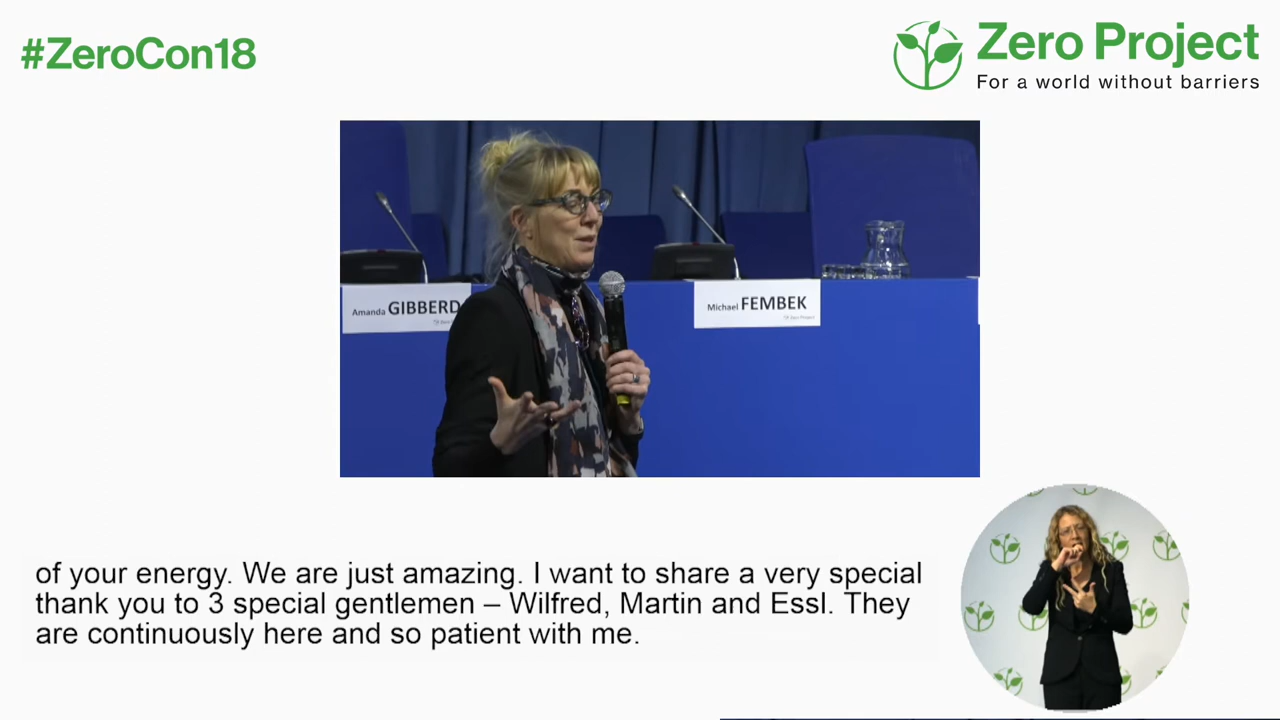 #ZeroCon18
Zero Project
For a world without barriers
Amanda GIBBERD
Michael FEMBEK
of your energy. We are just amazing. I want to share a very special
thank you to 3 special gentlemen – Wilfred, Martin and Essl. They
are continuously here and so patient with me.